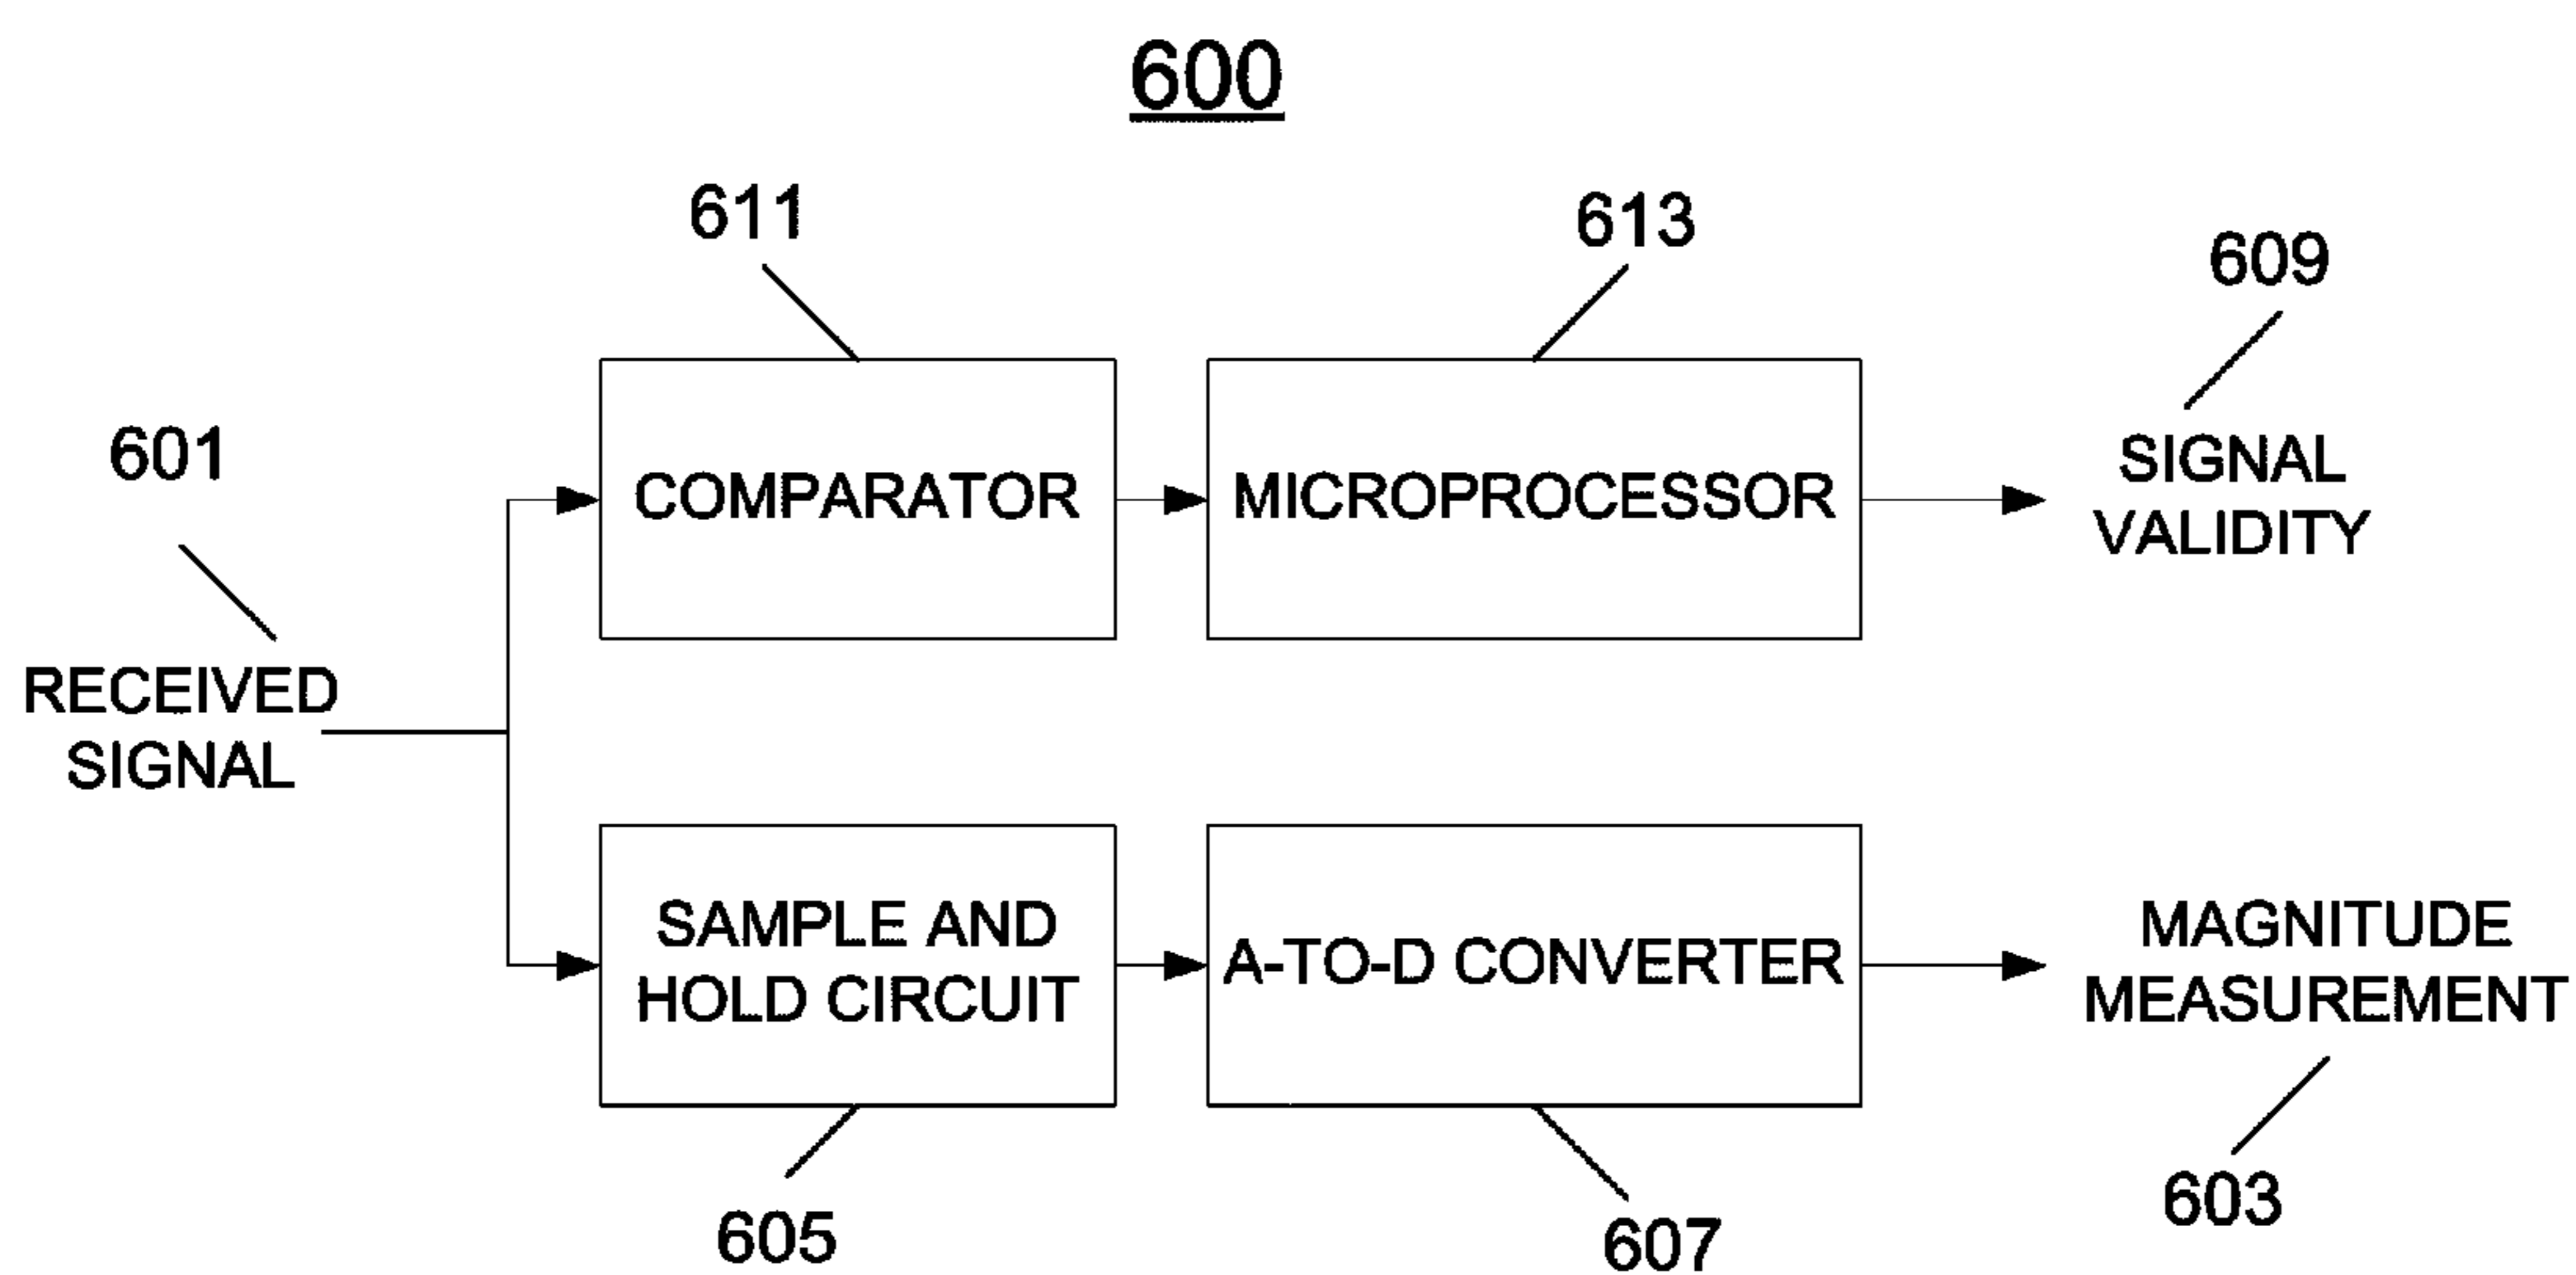 600
611
613
609
601
COMPARATOR
MICROPROCESSOR
SIGNAL
VALIDITY
RECEIVED
SIGNAL
SAMPLE AND
HOLD CIRCUIT
A-TO-D CONVERTER
MAGNITUDE
MEASUREMENT
605
607
603